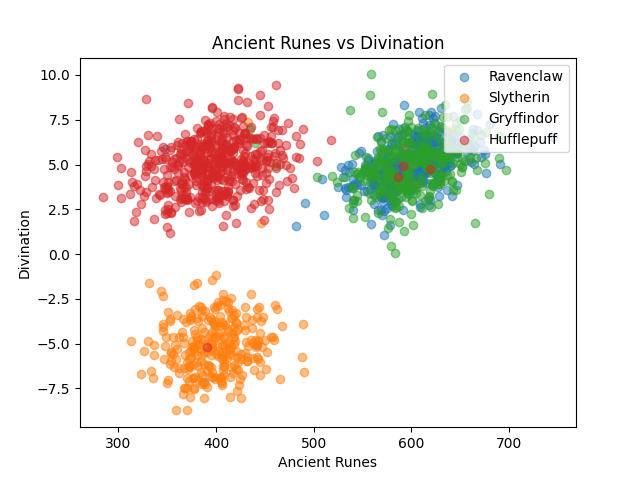 Ancient Runes vs Divination
Ravenclaw
Slytherin
Gryffindor
Hufflepuff
10.0
7.5
5.0
2.5
0.0
−2.5
−5.0
−7.5
Divination
300 400 500 600 700
Ancient Runes